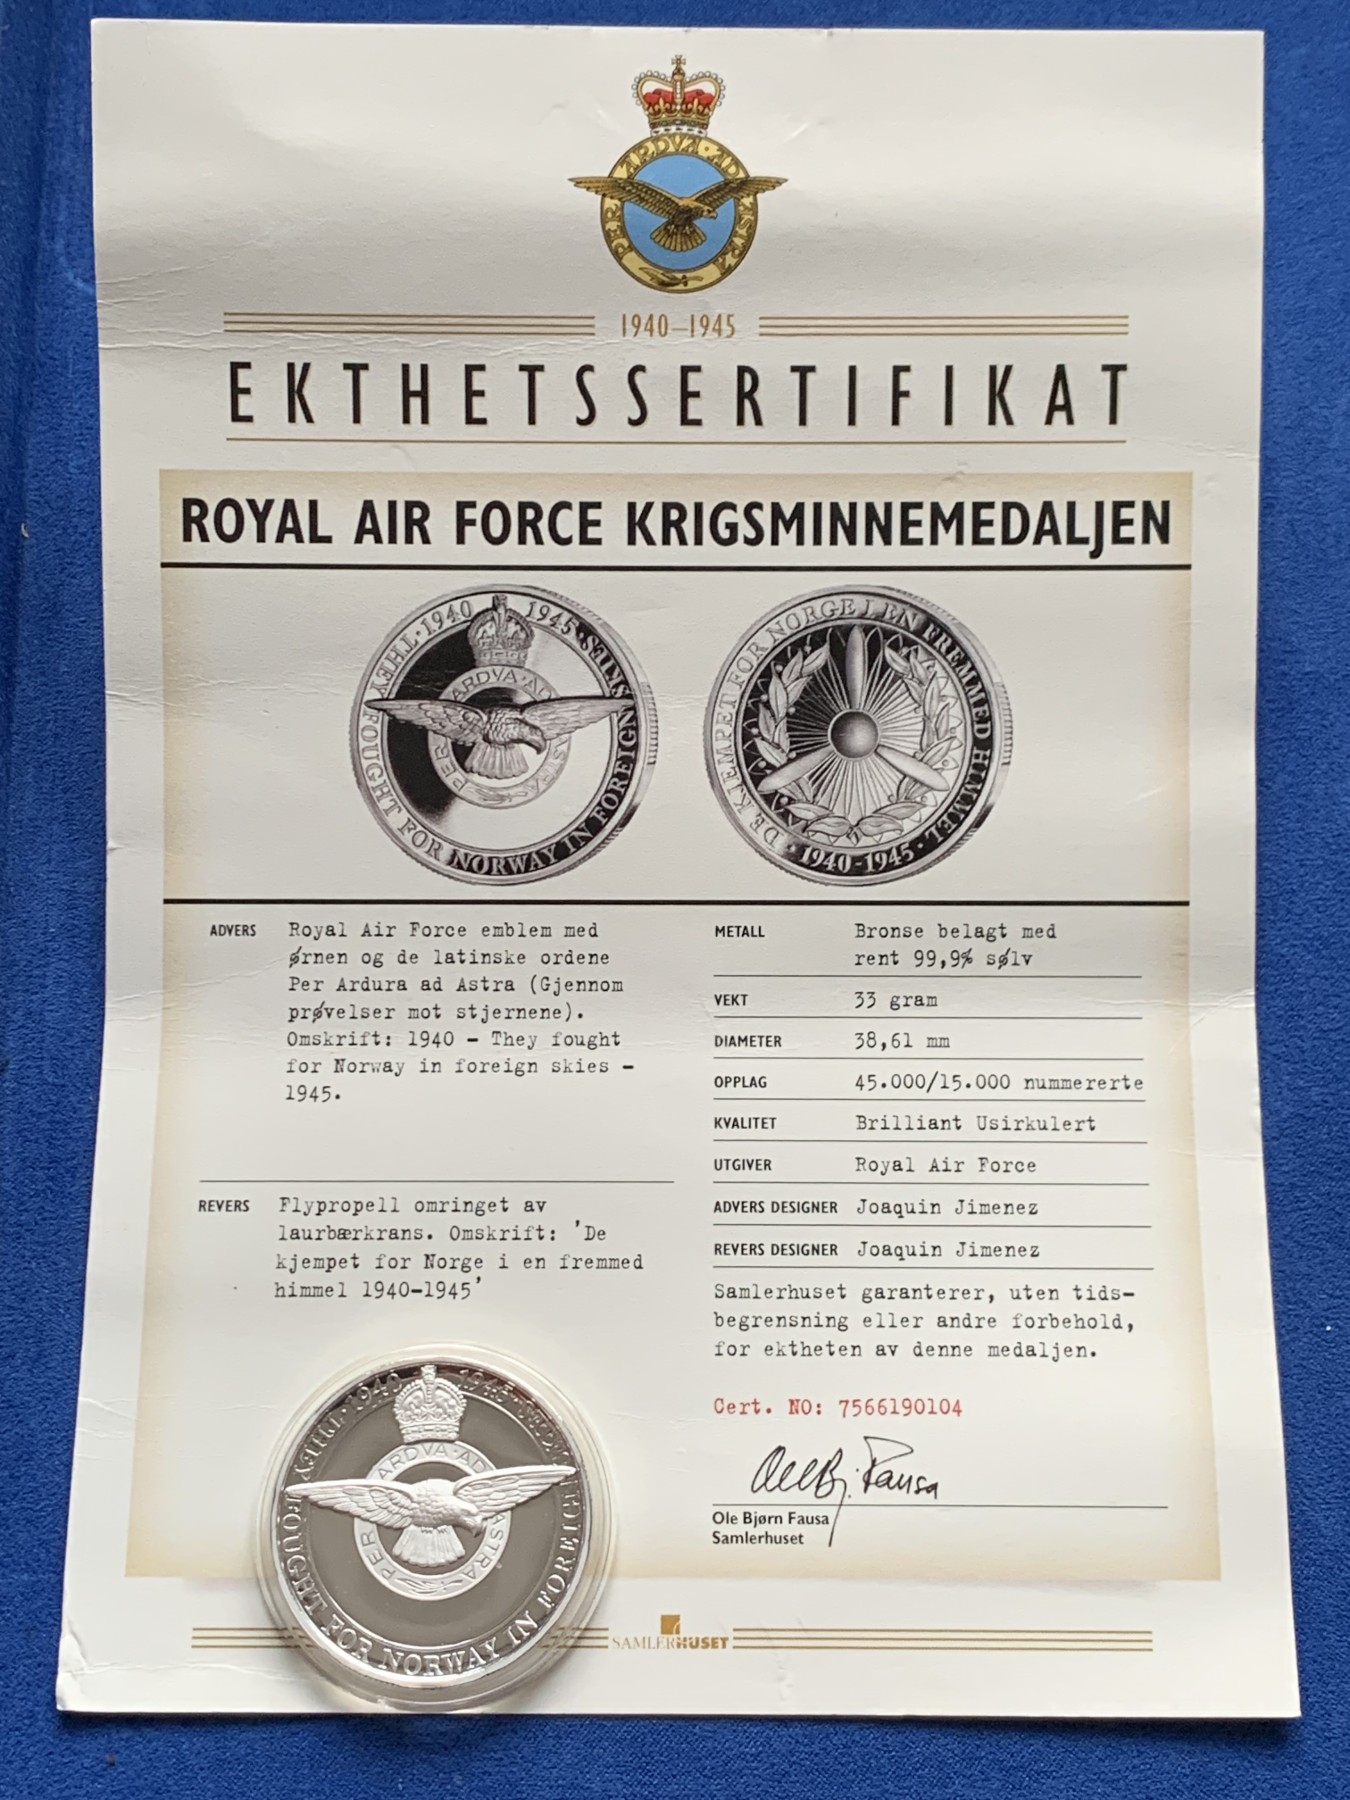 PER ARDVA · AD ASTRA
1940–1945
EKTHETSSERTIFIKAT
ROYAL AIR FORCE KRIGSMINNEMEDALJEN
1940 1945 · THEY FOUGHT FOR NORWAY IN FOREIGN SKIES ·
PER ARDVA · AD ASTRA
DE KJEMPET FOR NORGE I EN FREMMED HIMMEL · 1940-1945 ·
ADVERS Royal Air Force emblem med
ørnen og de latinske ordene
Per Ardura ad Astra (Gjennom
prøvelser mot stjernene).
Omskrift: 1940 – They fought
for Norway in foreign skies –
1945.
REVERS Flypropell omringet av
laurbærkrans. Omskrift: 'De
kjempet for Norge i en fremmed
himmel 1940-1945'
METALL Bronse belagt med
rent 99,9% sølv
VEKT 33 gram
DIAMETER 38,61 mm
OPPLAG 45.000/15.000 nummererte
KVALITET Brilliant Usirkulert
UTGIVER Royal Air Force
ADVERS DESIGNER Joaquin Jimenez
REVERS DESIGNER Joaquin Jimenez
Samlerhuset garanterer, uten tids-
begrensning eller andre forbehold,
for ektheten av denne medaljen.
Cert. NO: 7566190104
Ole Bj. Fausa
Ole Bjørn Fausa
Samlerhuset
1940 1945 THEY FOUGHT FOR NORWAY IN FOREIGN
PER ARDVA · AD ASTRA
SAMLERHUSET